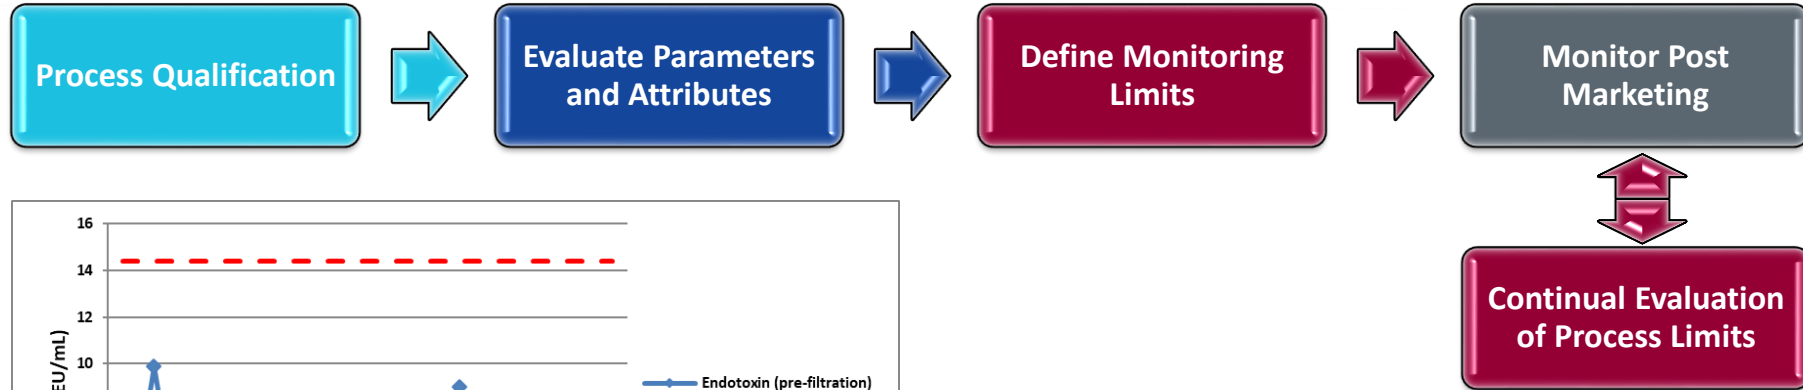 Process Qualification
Evaluate Parameters
and Attributes
Define Monitoring
Limits
Monitor Post
Marketing
Continual Evaluation
of Process Limits
16
14
12
10
EU/mL)
Endotoxin (pre-filtration)